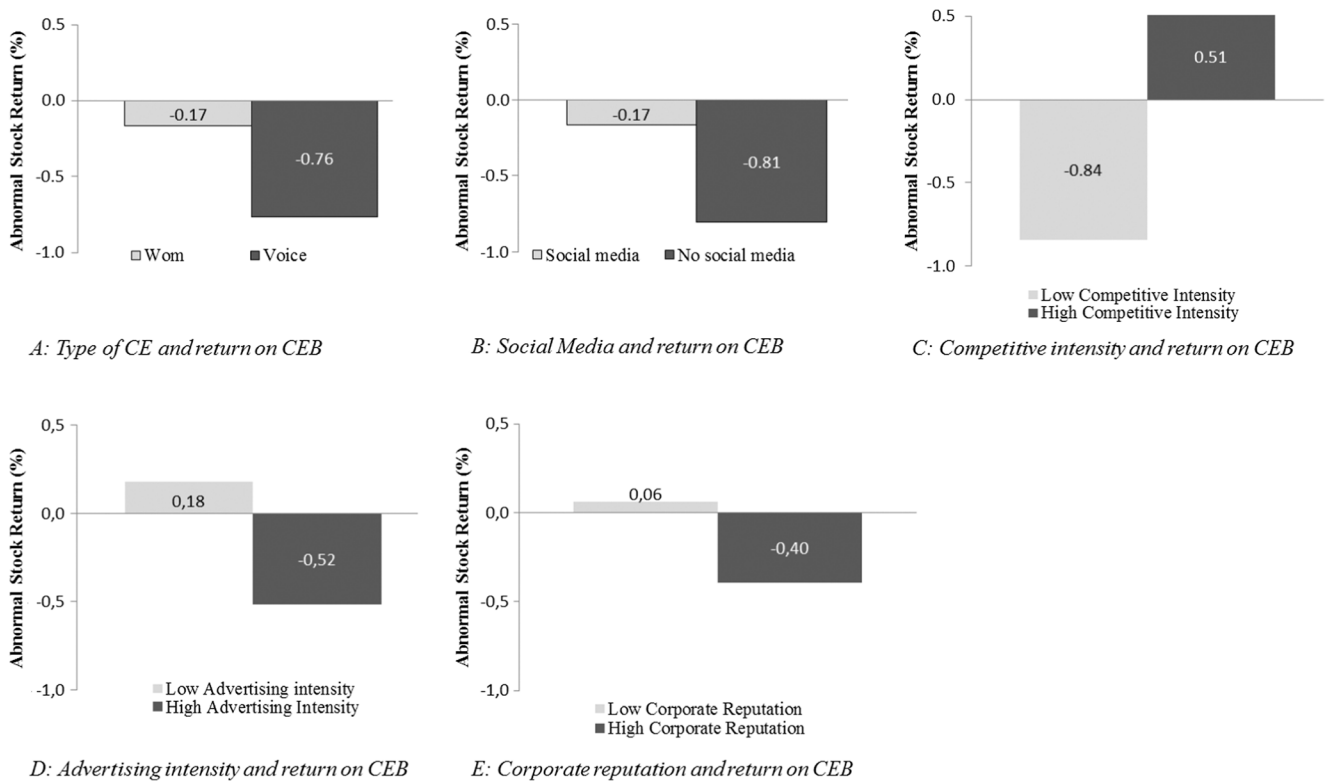 Abnormal Stock Return (%)
0.5
0.0
-0.5
-1.0
-0.17
-0.76
Wom
Voice
A: Type of CE and return on CEB
Abnormal Stock Return (%)
0.5
0.0
-0.5
-1.0
-0.17
-0.81
Social media
No social media
B: Social Media and return on CEB
Abnormal Stock Return (%)
0.5
0.0
-0.5
-1.0
0.51
-0.84
Low Competitive Intensity
High Competitive Intensity
C: Competitive intensity and return on CEB
Abnormal Stock Return (%)
0,5
0,0
-0,5
-1,0
0,18
-0,52
Low Advertising intensity
High Advertising Intensity
D: Advertising intensity and return on CEB
Abnormal Stock Return (%)
0,5
0,0
-0,5
-1,0
0,06
-0,40
Low Corporate Reputation
High Corporate Reputation
E: Corporate reputation and return on CEB